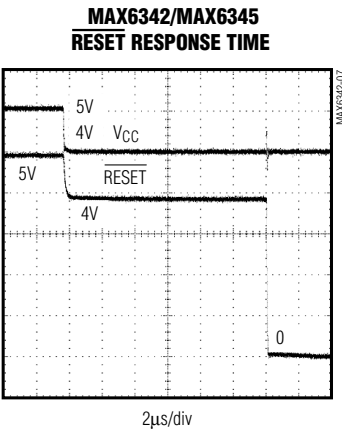 MAX6342/MAX6345
RESET RESPONSE TIME
MAX6342-07
5V
4V VCC
5V
RESET
4V
0
2µs/div